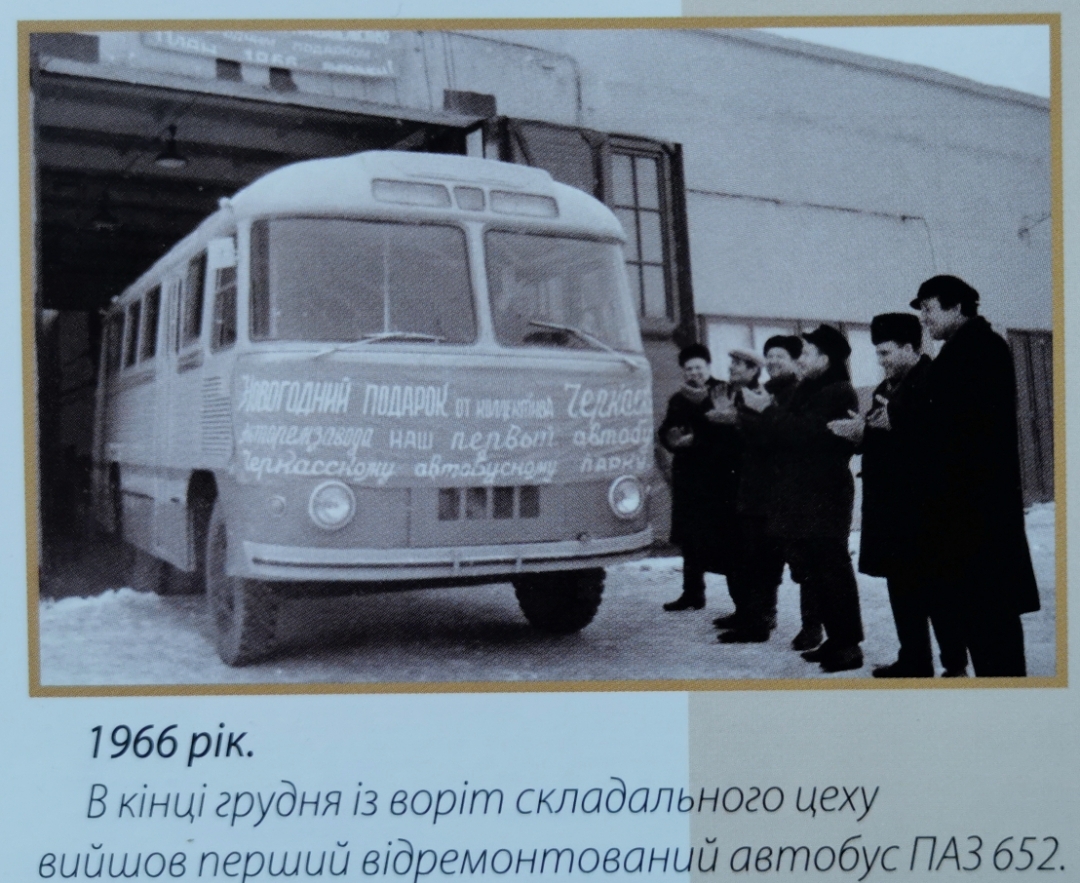 1966
НОВОГОДНИЙ ПОДАРОК ОТ КОЛЛЕКТИВА Черкасс
Авторемзавода НАШ первый автобу
Черкасскому автобусному ПАРКУ
1966 рік.
В кінці грудня із воріт складального цеху
вийшов перший відремонтований автобус ПАЗ 652.